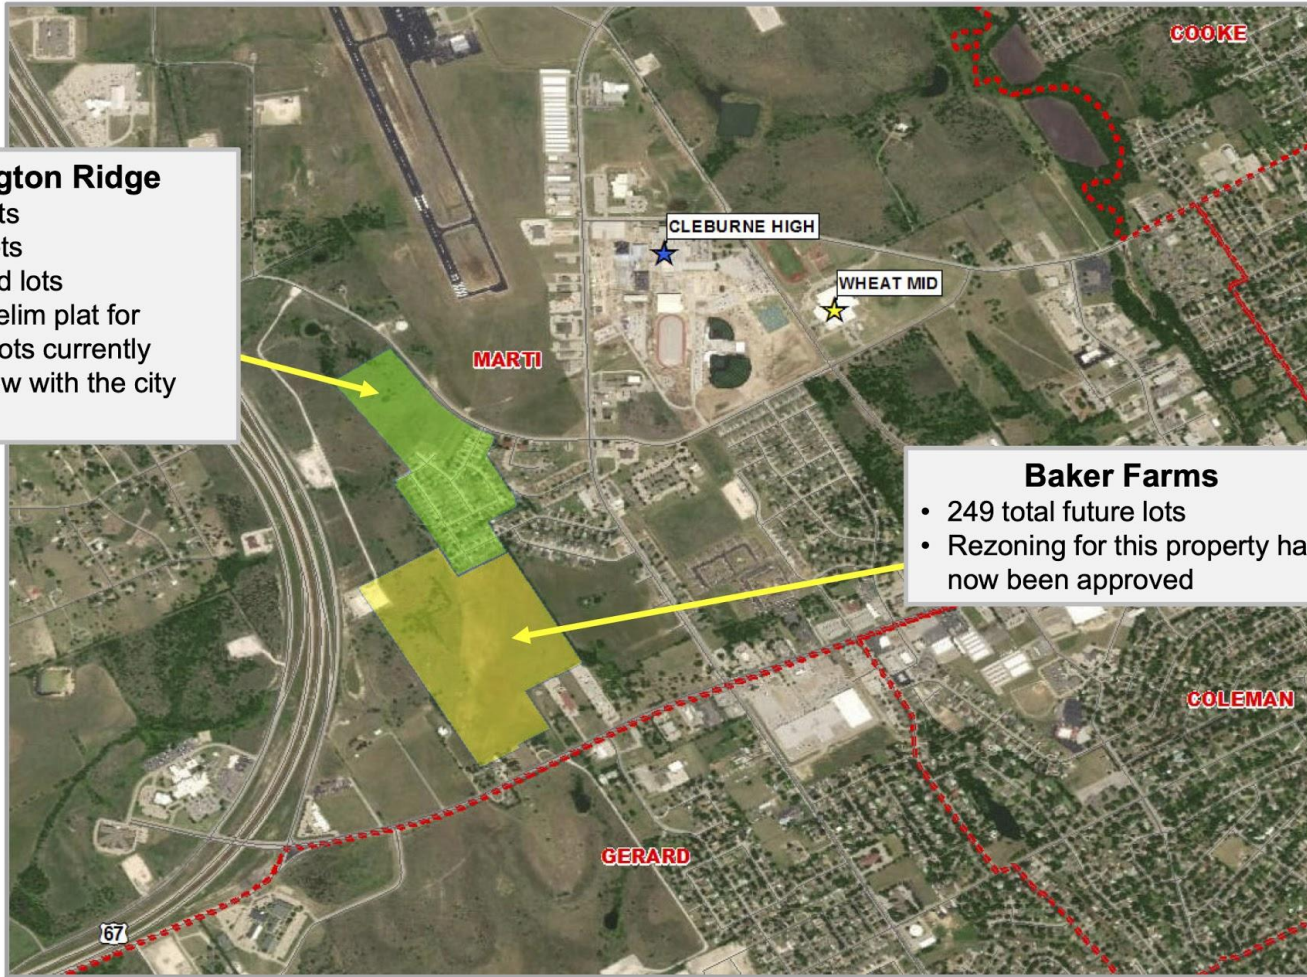 COOKE
gton Ridge
ts
ots
d lots
elim plat for
ots currently
w with the city
CLEBURNE HIGH
WHEAT MID
MARTI
Baker Farms
• 249 total future lots
• Rezoning for this property ha
now been approved
COLEMAN
GERARD
67